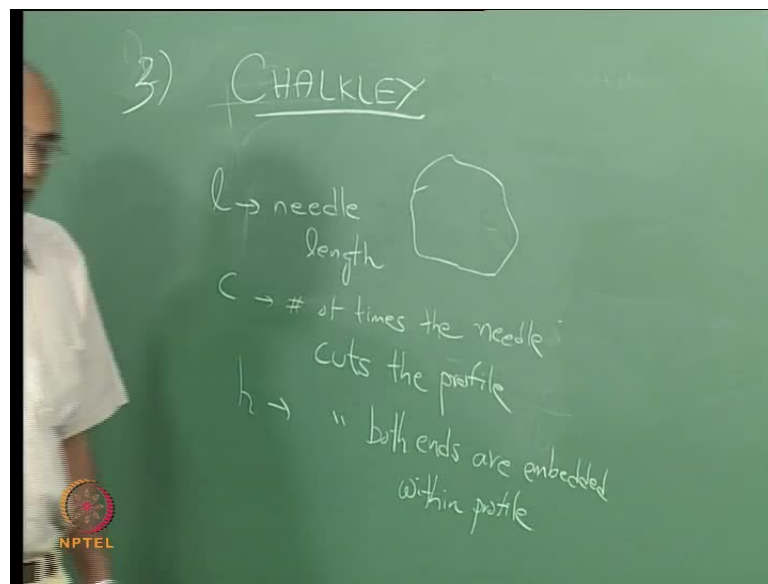 3) CHALKLEY
l → needle
length
C → # of times the needle
cuts the profile
h → " both ends are embedded
within profile
NPTEL